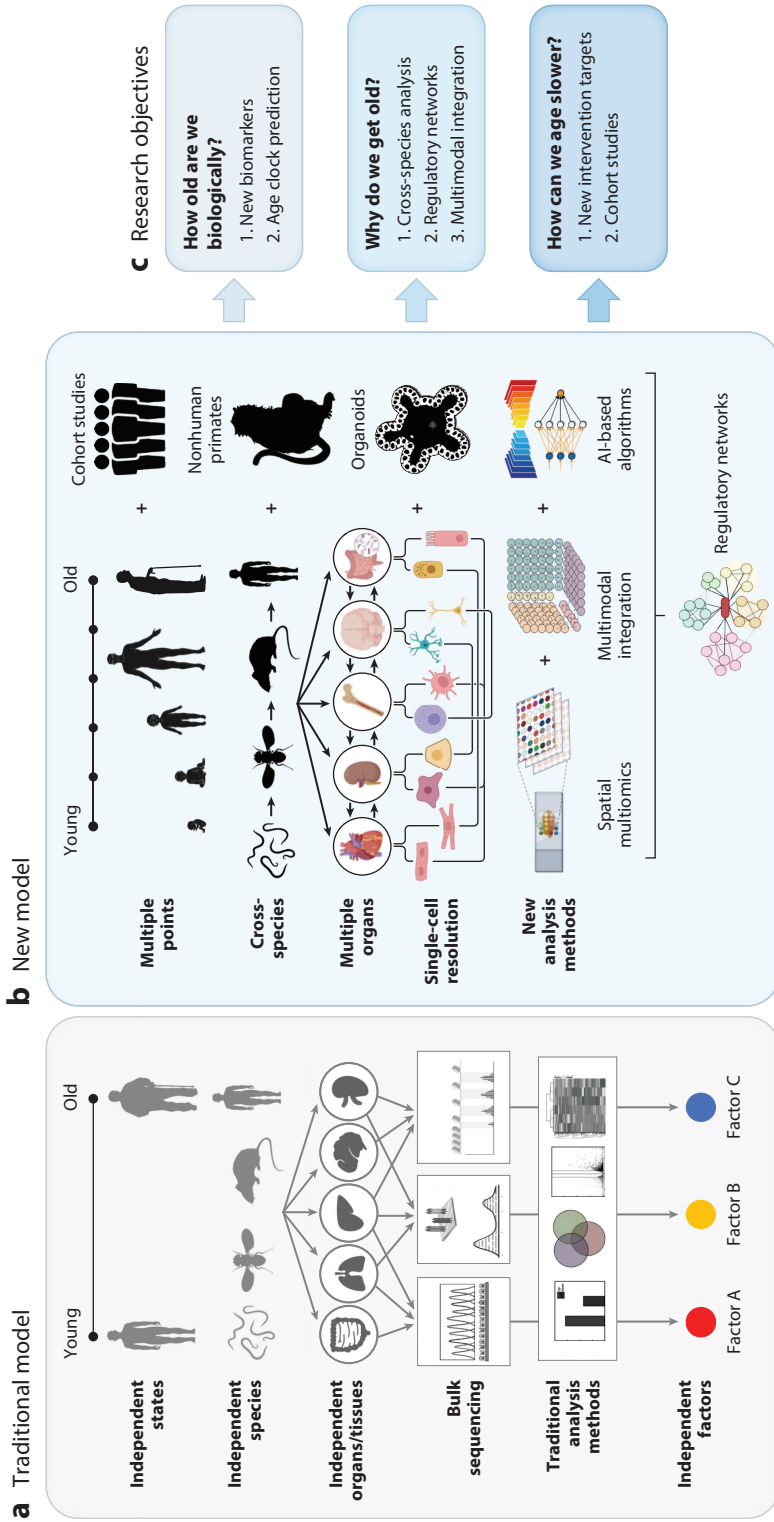 a Traditional model
Young
Old
Independent
states
Independent
species
Independent
organs/tissues
Bulk
sequencing
Traditional
analysis
methods
Independent
factors
Factor A
Factor B
Factor C
b New model
Young
Old
Multiple
points
+
Cohort studies
Cross-
species
+
Nonhuman
primates
Multiple
organs
Single-cell
resolution
+
Organoids
New
analysis
methods
+
+
Spatial
multiomics
Multimodal
integration
AI-based
algorithms
Regulatory networks
c Research objectives
How old are we
biologically?
1. New biomarkers
2. Age clock prediction
Why do we get old?
1. Cross-species analysis
2. Regulatory networks
3. Multimodal integration
How can we age slower?
1. New intervention targets
2. Cohort studies